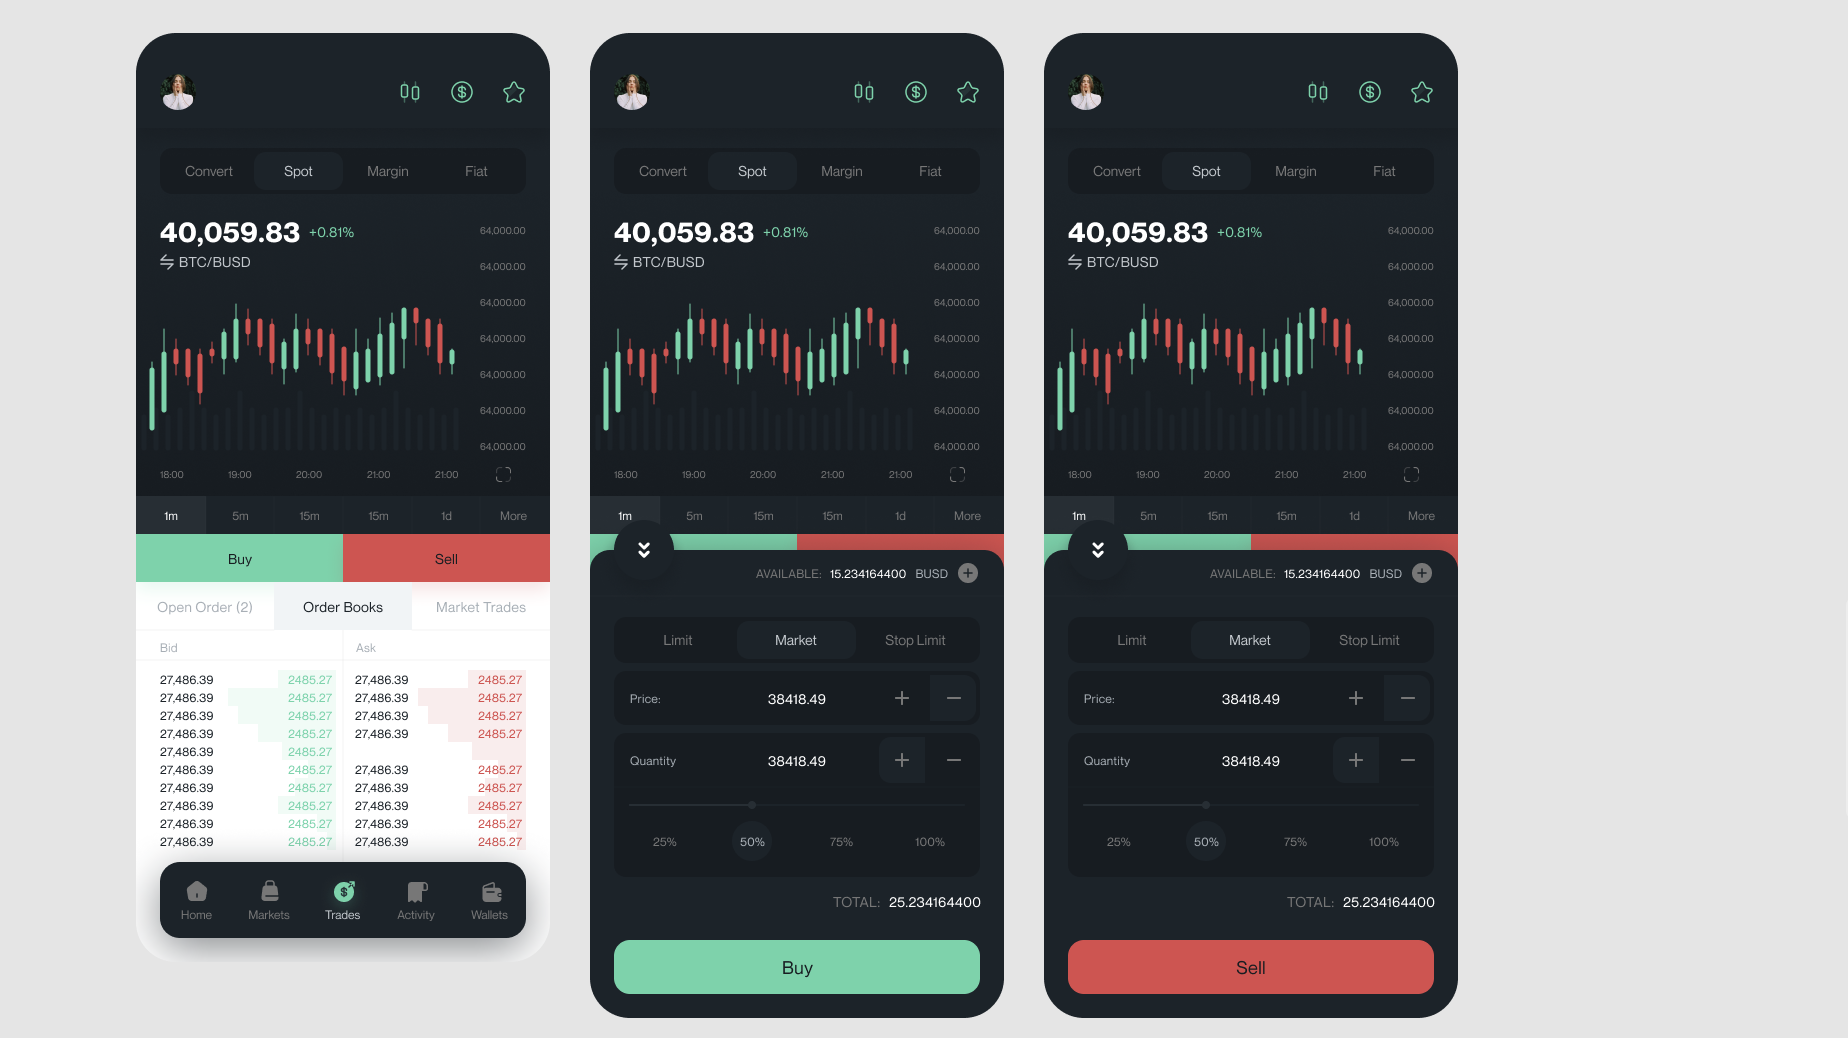 Convert Spot Margin Fiat
40,059.83 +0.81%
BTC/BUSD
64,000.00
64,000.00
64,000.00
64,000.00
64,000.00
64,000.00
64,000.00
18:00 19:00 20:00 21:00 21:00
1m 5m 15m 15m 1d More
Buy Sell
Open Order (2) Order Books Market Trades
Bid Ask
27,486.39 2485.27 27,486.39 2485.27
27,486.39 2485.27 27,486.39 2485.27
27,486.39 2485.27 27,486.39 2485.27
27,486.39 2485.27 27,486.39 2485.27
27,486.39 2485.27
27,486.39 2485.27 27,486.39 2485.27
27,486.39 2485.27 27,486.39 2485.27
27,486.39 2485.27 27,486.39 2485.27
27,486.39 2485.27 27,486.39 2485.27
27,486.39 2485.27 27,486.39 2485.27
Home Markets Trades Activity Wallets
Convert Spot Margin Fiat
40,059.83 +0.81%
BTC/BUSD
64,000.00
64,000.00
64,000.00
64,000.00
64,000.00
64,000.00
64,000.00
18:00 19:00 20:00 21:00 21:00
1m 5m 15m 15m 1d More
AVAILABLE: 15.234164400 BUSD
Limit Market Stop Limit
Price: 38418.49 + −
Quantity 38418.49 + −
25% 50% 75% 100%
TOTAL: 25.234164400
Buy
Convert Spot Margin Fiat
40,059.83 +0.81%
BTC/BUSD
64,000.00
64,000.00
64,000.00
64,000.00
64,000.00
64,000.00
64,000.00
18:00 19:00 20:00 21:00 21:00
1m 5m 15m 15m 1d More
AVAILABLE: 15.234164400 BUSD
Limit Market Stop Limit
Price: 38418.49 + −
Quantity 38418.49 + −
25% 50% 75% 100%
TOTAL: 25.234164400
Sell